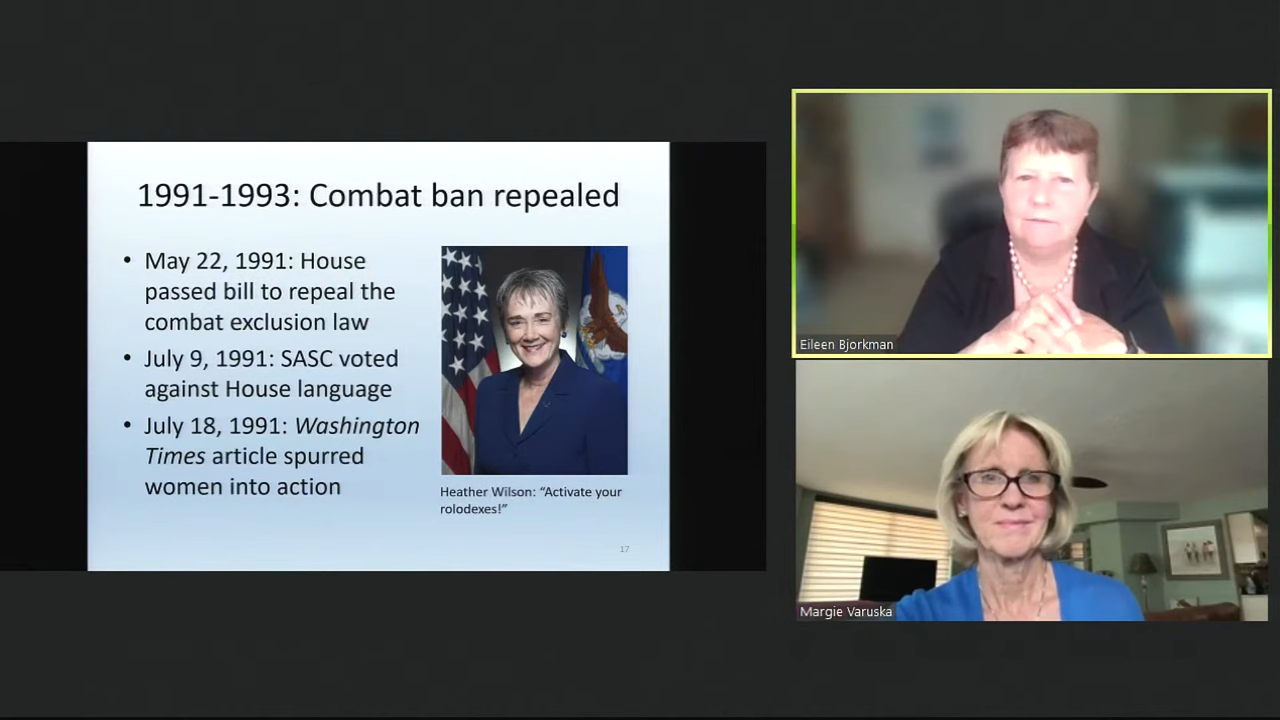 1991-1993: Combat ban repealed
• May 22, 1991: House
passed bill to repeal the
combat exclusion law
• July 9, 1991: SASC voted
against House language
• July 18, 1991: Washington
Times article spurred
women into action
Heather Wilson: “Activate your
rolodexes!”
17
Eileen Bjorkman
Margie Varuska